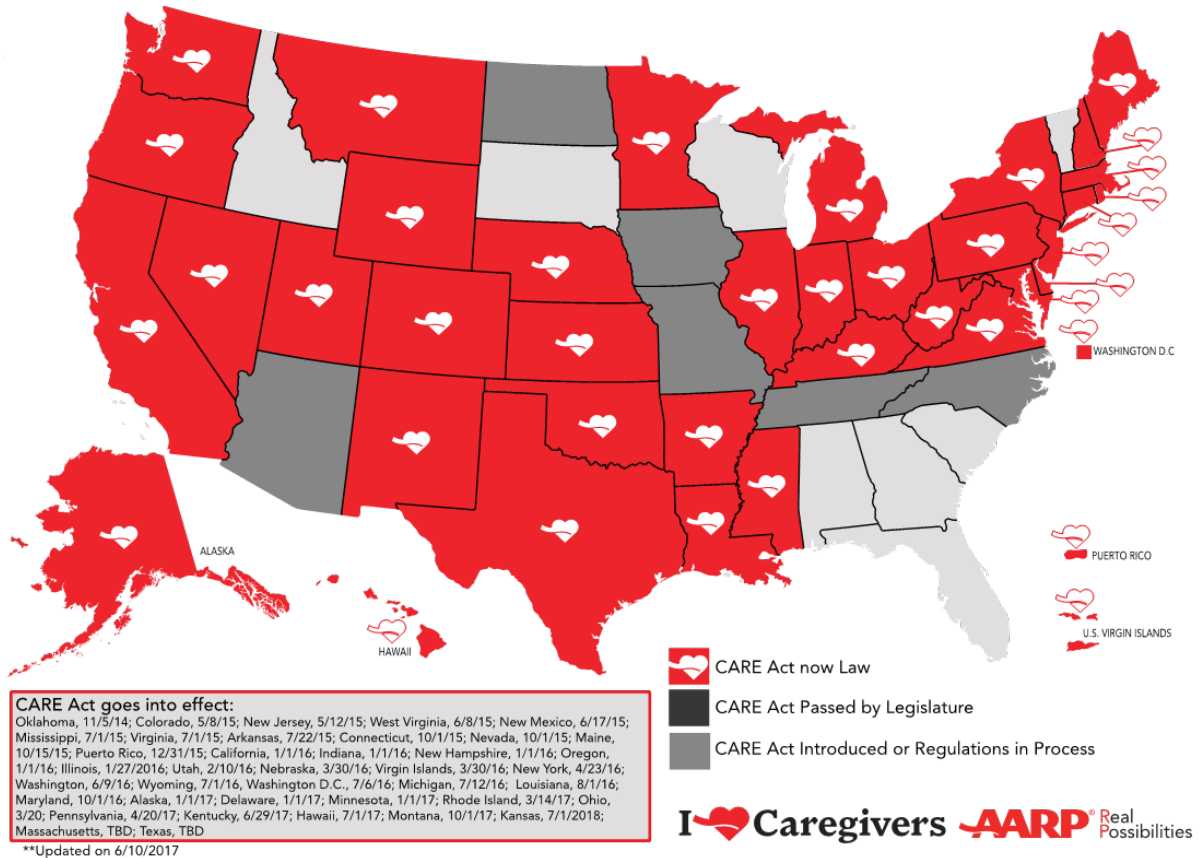 WASHINGTON D.C
ALASKA
HAWAII
PUERTO RICO
U.S. VIRGIN ISLANDS
CARE Act now Law
CARE Act Passed by Legislature
CARE Act Introduced or Regulations in Process
CARE Act goes into effect:
Oklahoma, 11/5/14; Colorado, 5/8/15; New Jersey, 5/12/15; West Virginia, 6/8/15; New Mexico, 6/17/15;
Mississippi, 7/1/15; Virginia, 7/1/15; Arkansas, 7/22/15; Connecticut, 10/1/15; Nevada, 10/1/15; Maine,
10/15/15; Puerto Rico, 12/31/15; California, 1/1/16; Indiana, 1/1/16; New Hampshire, 1/1/16; Oregon,
1/1/16; Illinois, 1/27/2016; Utah, 2/10/16; Nebraska, 3/30/16; Virgin Islands, 3/30/16; New York, 4/23/16;
Washington, 6/9/16; Wyoming, 7/1/16, Washington D.C., 7/6/16; Michigan, 7/12/16; Louisiana, 8/1/16;
Maryland, 10/1/16; Alaska, 1/1/17; Delaware, 1/1/17; Minnesota, 1/1/17; Rhode Island, 3/14/17; Ohio,
3/20; Pennsylvania, 4/20/17; Kentucky, 6/29/17; Hawaii, 7/1/17; Montana, 10/1/17; Kansas, 7/1/2018;
Massachusetts, TBD; Texas, TBD
**Updated on 6/10/2017
I Caregivers
AARP® Real Possibilities